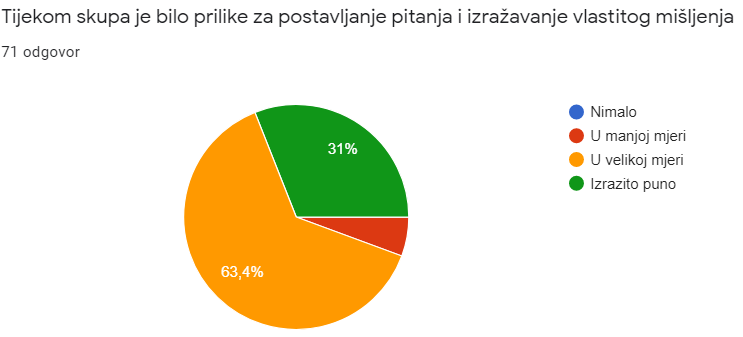 Tijekom skupa je bilo prilike za postavljanje pitanja i izražavanje vlastitog mišljenja
71 odgovor
31%
63,4%
Nimalo
U manjoj mjeri
U velikoj mjeri
Izrazito puno